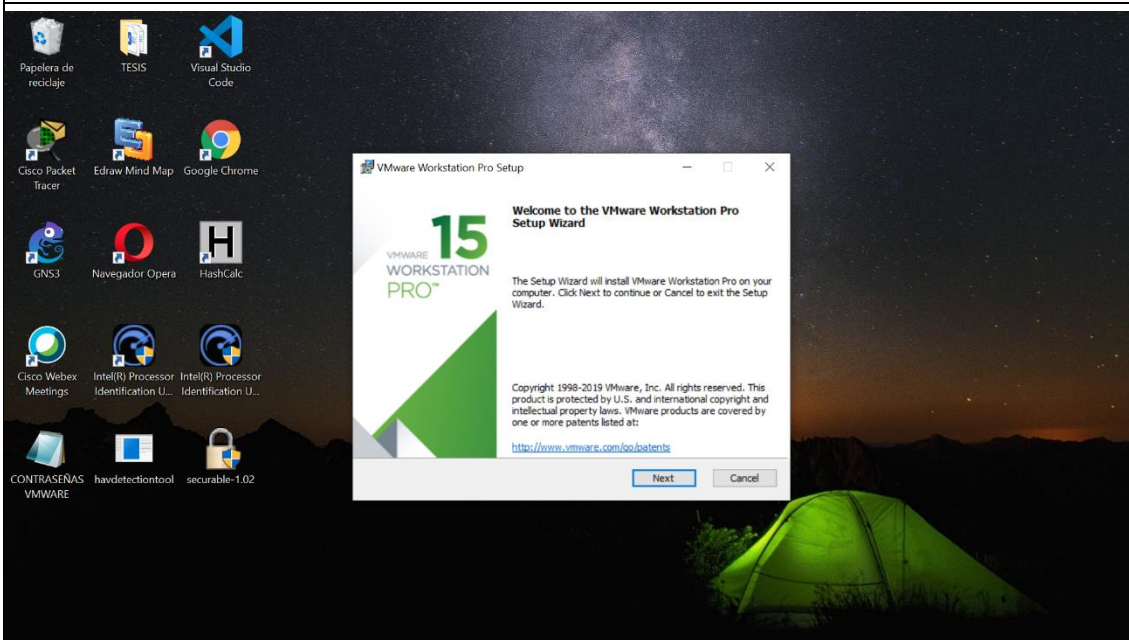 Papelera de
reciclaje
TESIS
Visual Studio
Code
Cisco Packet
Tracer
Edraw Mind Map
Google Chrome
GNS3
Navegador Opera
H
HashCalc
Cisco Webex
Meetings
Intel(R) Processor
Identification U...
Intel(R) Processor
Identification U...
CONTRASEÑAS
VMWARE
havdetectiontool
securable-1.02
VMware Workstation Pro Setup
VMWARE 15
WORKSTATION
PRO™
Welcome to the VMware Workstation Pro
Setup Wizard
The Setup Wizard will install VMware Workstation Pro on your
computer. Click Next to continue or Cancel to exit the Setup
Wizard.
Copyright 1998-2019 VMware, Inc. All rights reserved. This
product is protected by U.S. and international copyright and
intellectual property laws. VMware products are covered by
one or more patents listed at:
http://www.vmware.com/go/patents
Next
Cancel